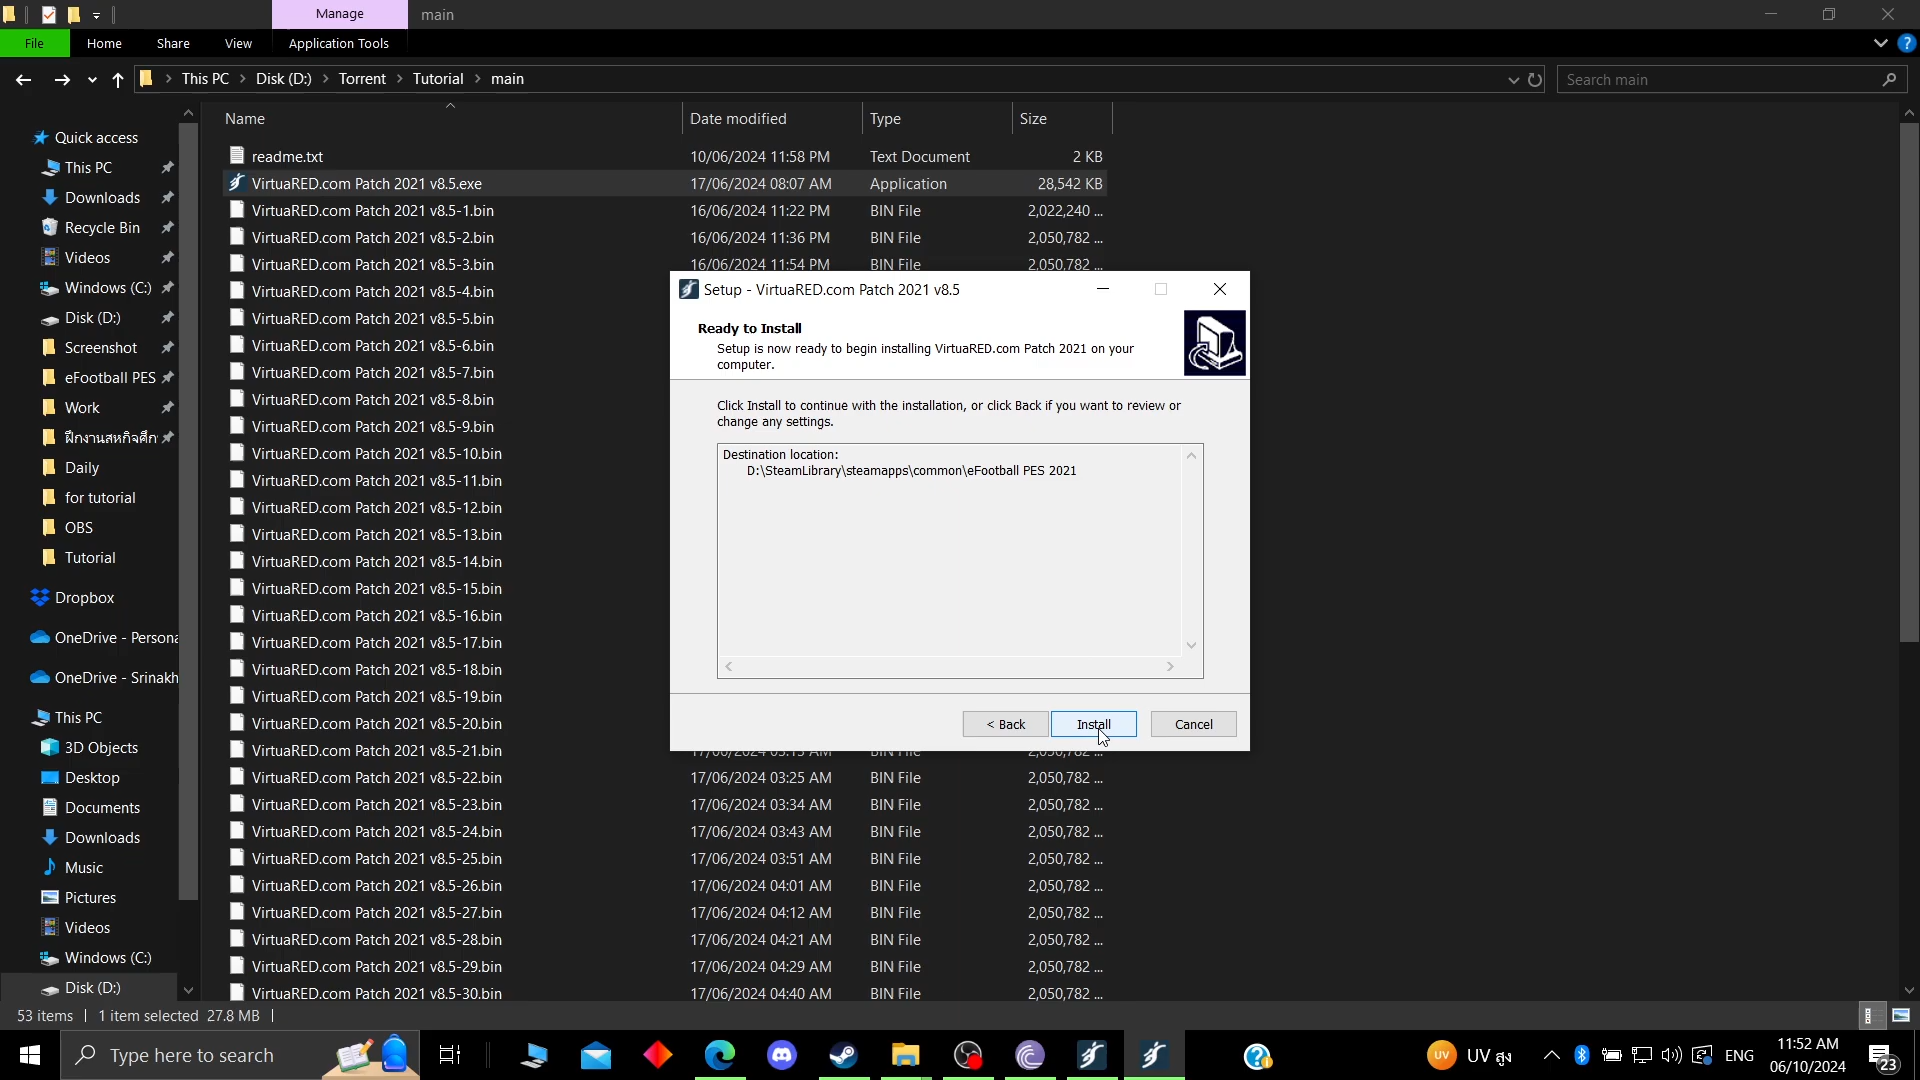 Manage
main
File
Home
Share
View
Application Tools
This PC
Disk (D:)
Torrent
Tutorial
main
Search main
Name
Date modified
Type
Size
Quick access
This PC
Downloads
Recycle Bin
Videos
Windows (C:)
Disk (D:)
Screenshot
eFootball PES
Work
ฝึกงานสหกิจศึก
Daily
for tutorial
OBS
Tutorial
Dropbox
OneDrive - Persona
OneDrive - Srinakh
This PC
3D Objects
Desktop
Documents
Downloads
Music
Pictures
Videos
Windows (C:)
Disk (D:)
readme.txt 10/06/2024 11:58 PM Text Document 2 KB
VirtuaRED.com Patch 2021 v8.5.exe 17/06/2024 08:07 AM Application 28,542 KB
VirtuaRED.com Patch 2021 v8.5-1.bin 16/06/2024 11:22 PM BIN File 2,022,240 ...
VirtuaRED.com Patch 2021 v8.5-2.bin 16/06/2024 11:36 PM BIN File 2,050,782 ...
VirtuaRED.com Patch 2021 v8.5-3.bin 16/06/2024 11:54 PM BIN File 2,050,782 ...
VirtuaRED.com Patch 2021 v8.5-4.bin
VirtuaRED.com Patch 2021 v8.5-5.bin
VirtuaRED.com Patch 2021 v8.5-6.bin
VirtuaRED.com Patch 2021 v8.5-7.bin
VirtuaRED.com Patch 2021 v8.5-8.bin
VirtuaRED.com Patch 2021 v8.5-9.bin
VirtuaRED.com Patch 2021 v8.5-10.bin
VirtuaRED.com Patch 2021 v8.5-11.bin
VirtuaRED.com Patch 2021 v8.5-12.bin
VirtuaRED.com Patch 2021 v8.5-13.bin
VirtuaRED.com Patch 2021 v8.5-14.bin
VirtuaRED.com Patch 2021 v8.5-15.bin
VirtuaRED.com Patch 2021 v8.5-16.bin
VirtuaRED.com Patch 2021 v8.5-17.bin
VirtuaRED.com Patch 2021 v8.5-18.bin
VirtuaRED.com Patch 2021 v8.5-19.bin
VirtuaRED.com Patch 2021 v8.5-20.bin
VirtuaRED.com Patch 2021 v8.5-21.bin
VirtuaRED.com Patch 2021 v8.5-22.bin 17/06/2024 03:25 AM BIN File 2,050,782 ...
VirtuaRED.com Patch 2021 v8.5-23.bin 17/06/2024 03:34 AM BIN File 2,050,782 ...
VirtuaRED.com Patch 2021 v8.5-24.bin 17/06/2024 03:43 AM BIN File 2,050,782 ...
VirtuaRED.com Patch 2021 v8.5-25.bin 17/06/2024 03:51 AM BIN File 2,050,782 ...
VirtuaRED.com Patch 2021 v8.5-26.bin 17/06/2024 04:01 AM BIN File 2,050,782 ...
VirtuaRED.com Patch 2021 v8.5-27.bin 17/06/2024 04:12 AM BIN File 2,050,782 ...
VirtuaRED.com Patch 2021 v8.5-28.bin 17/06/2024 04:21 AM BIN File 2,050,782 ...
VirtuaRED.com Patch 2021 v8.5-29.bin 17/06/2024 04:29 AM BIN File 2,050,782 ...
VirtuaRED.com Patch 2021 v8.5-30.bin 17/06/2024 04:40 AM BIN File 2,050,782 ...
Setup - VirtuaRED.com Patch 2021 v8.5
Ready to Install
Setup is now ready to begin installing VirtuaRED.com Patch 2021 on your
computer.
Click Install to continue with the installation, or click Back if you want to review or
change any settings.
Destination location:
D:\SteamLibrary\steamapps\common\eFootball PES 2021
< Back
Install
Cancel
53 items
1 item selected 27.8 MB
Type here to search
UV
UV สูง
ENG
11:52 AM
06/10/2024
23